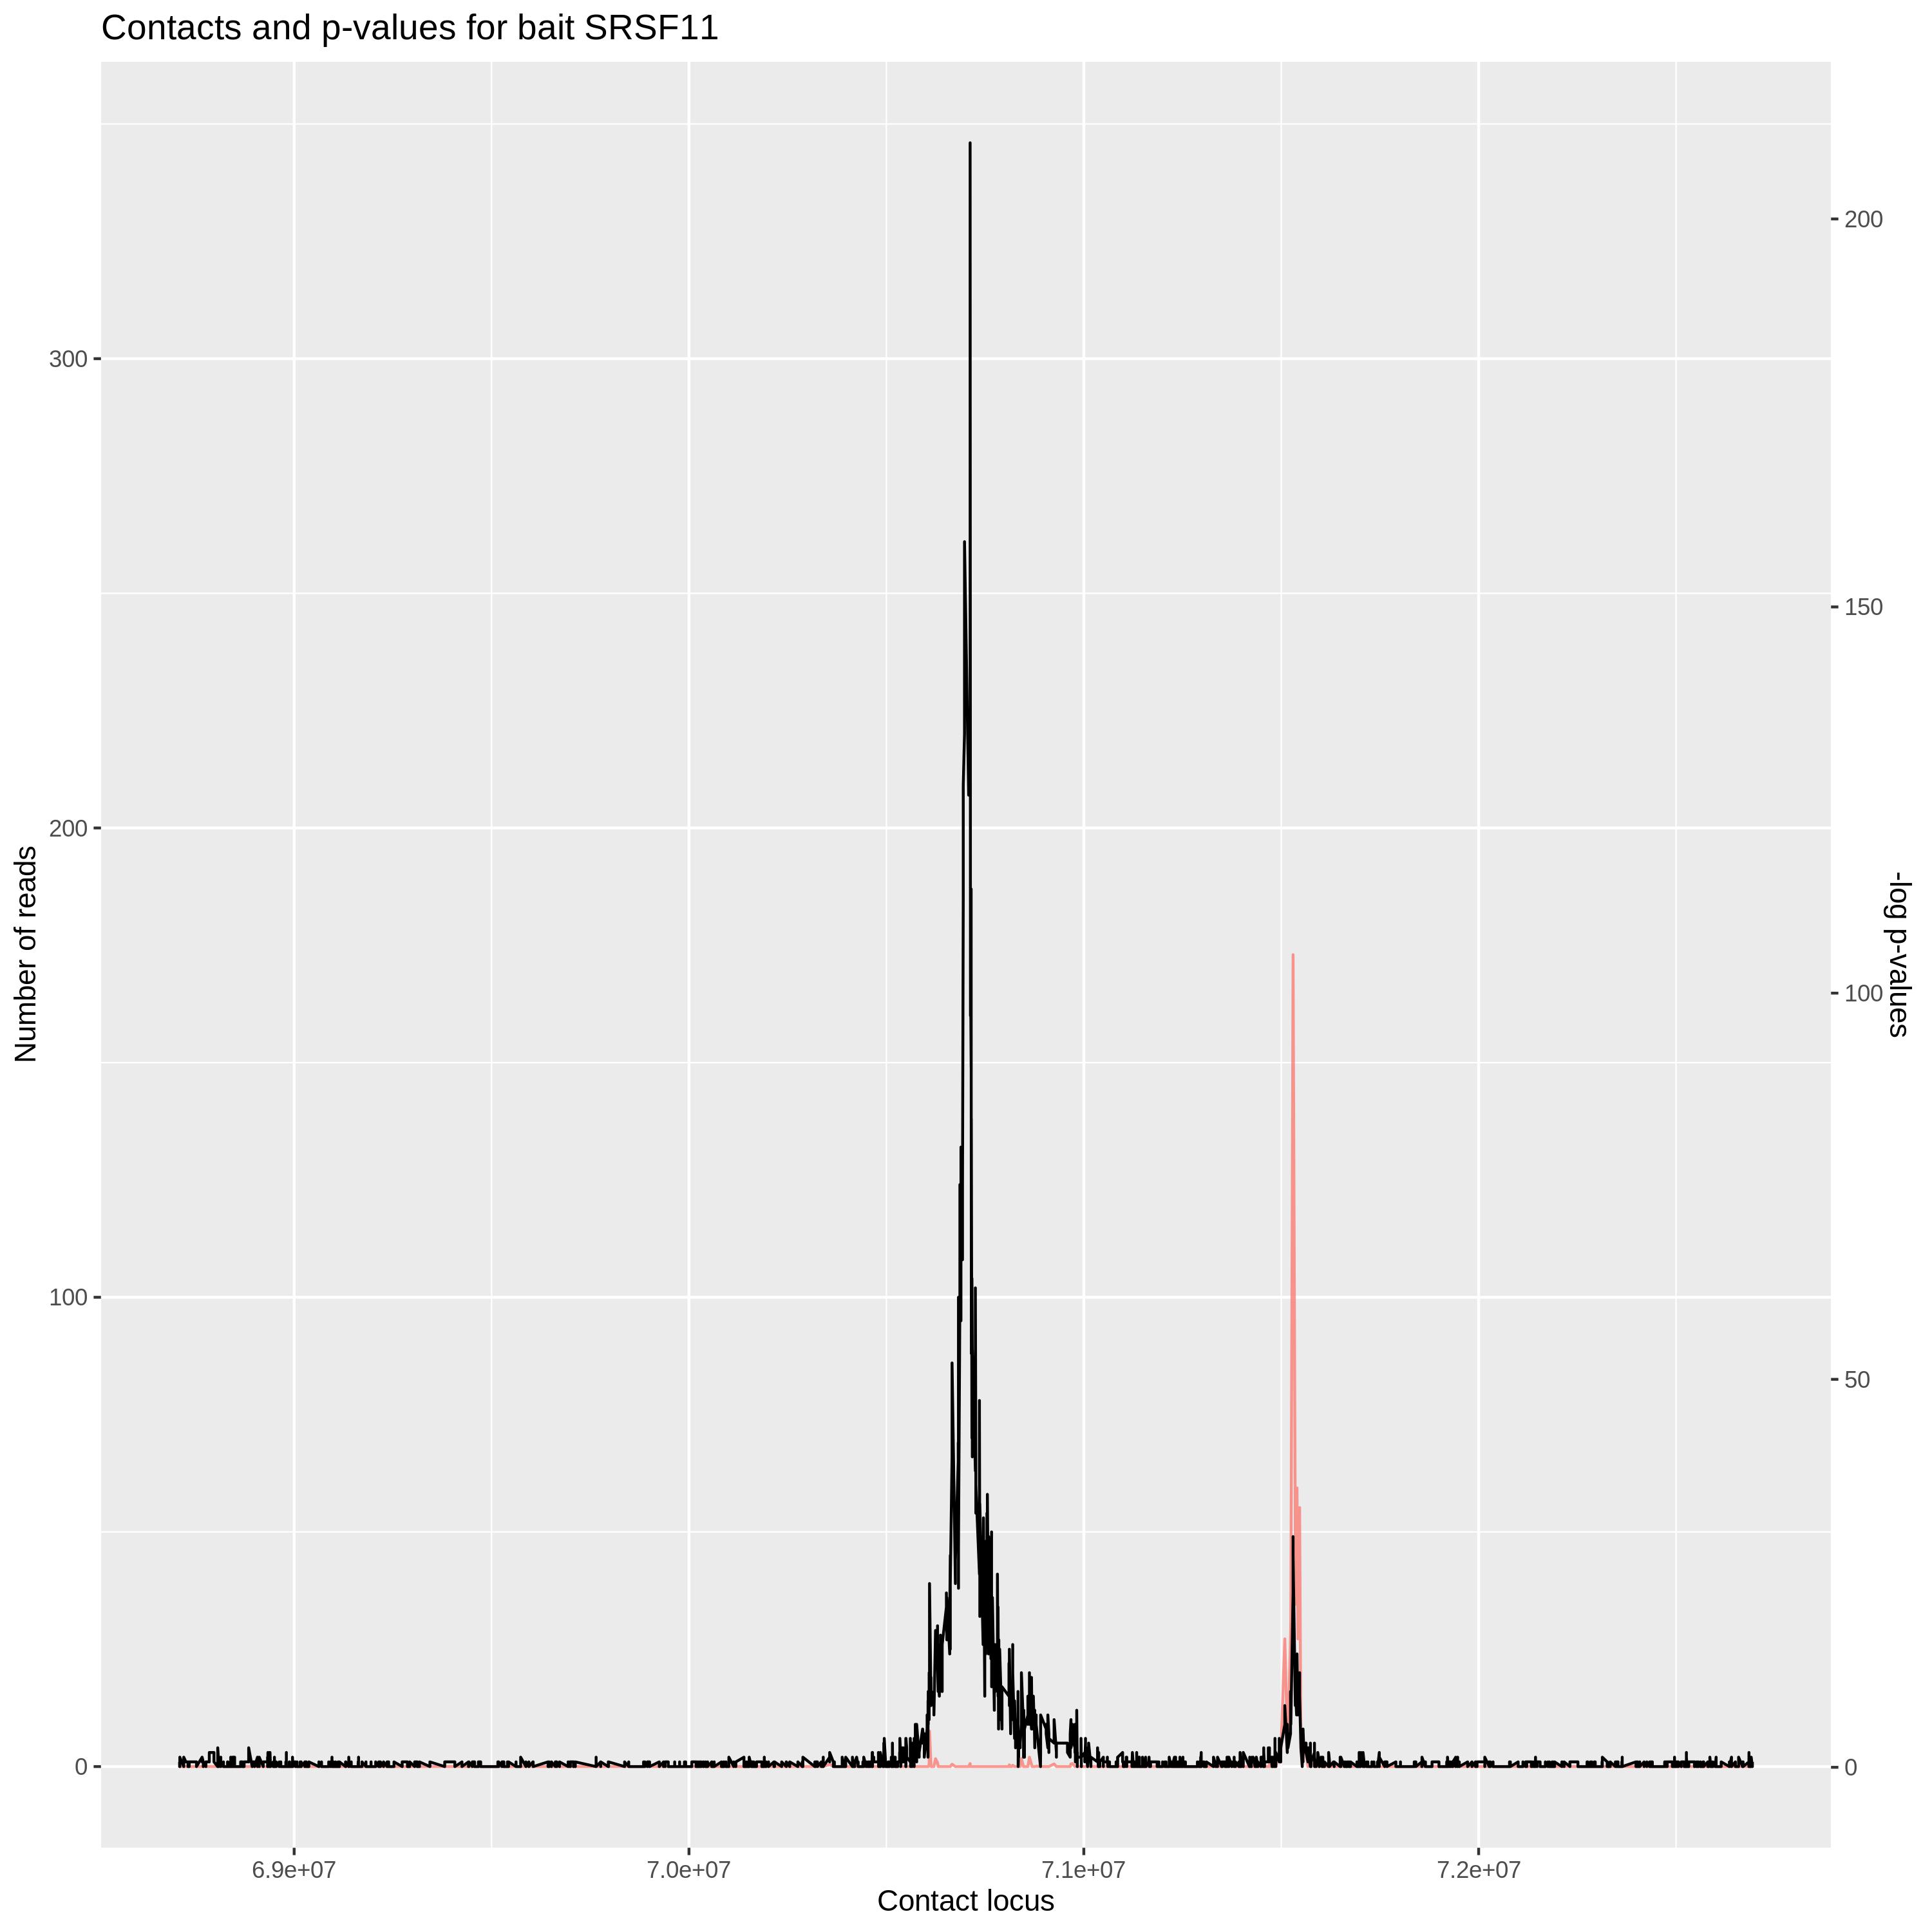 Contacts and p-values for bait SRSF11
300
200
100
0
Number of reads
200
150
100
50
0
-log p-values
6.9e+07 7.0e+07 7.1e+07 7.2e+07
Contact locus